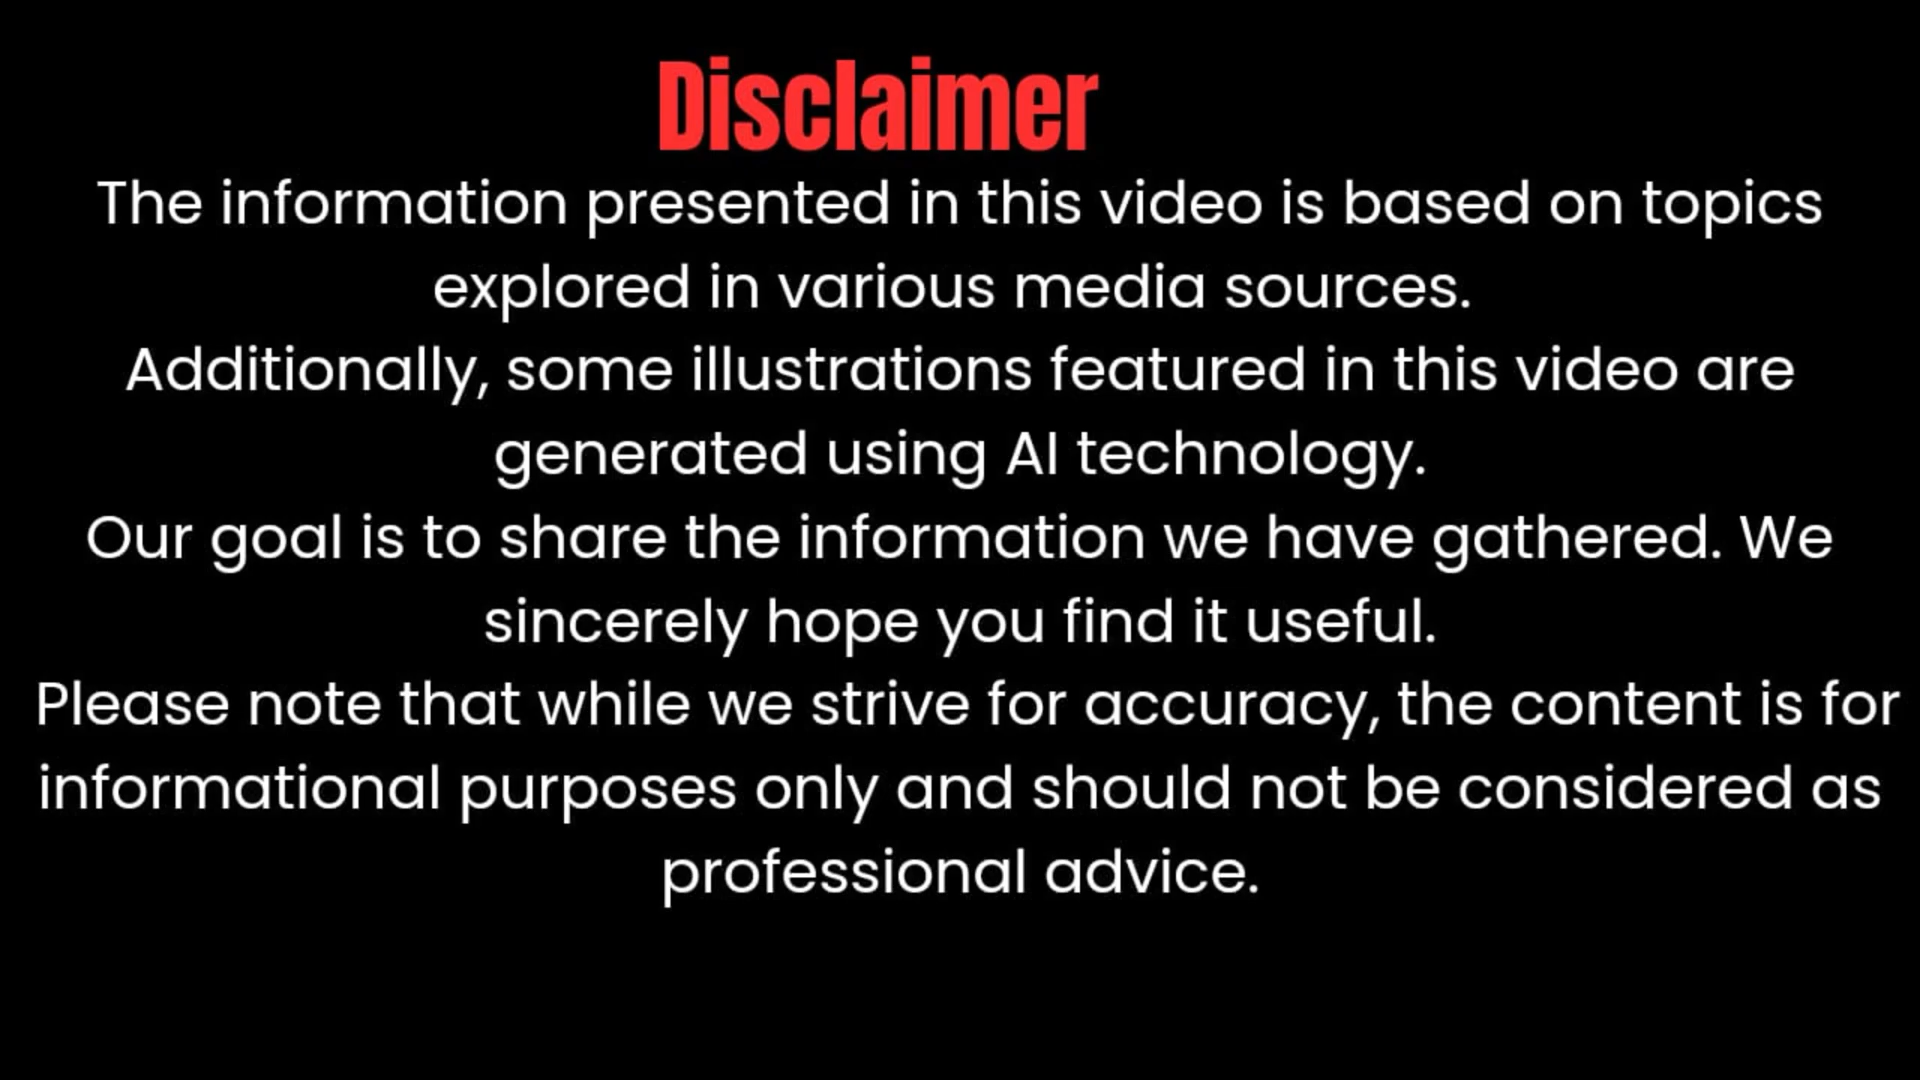 Disclaimer
The information presented in this video is based on topics
explored in various media sources.
Additionally, some illustrations featured in this video are
generated using AI technology.
Our goal is to share the information we have gathered. We
sincerely hope you find it useful.
Please note that while we strive for accuracy, the content is for
informational purposes only and should not be considered as
professional advice.